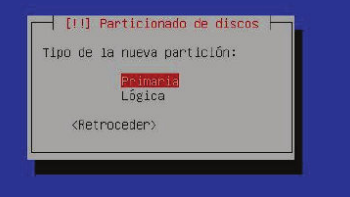 [!!] Particionado de discos
Tipo de la nueva partición:
Primaria
Lógica
<Retroceder>